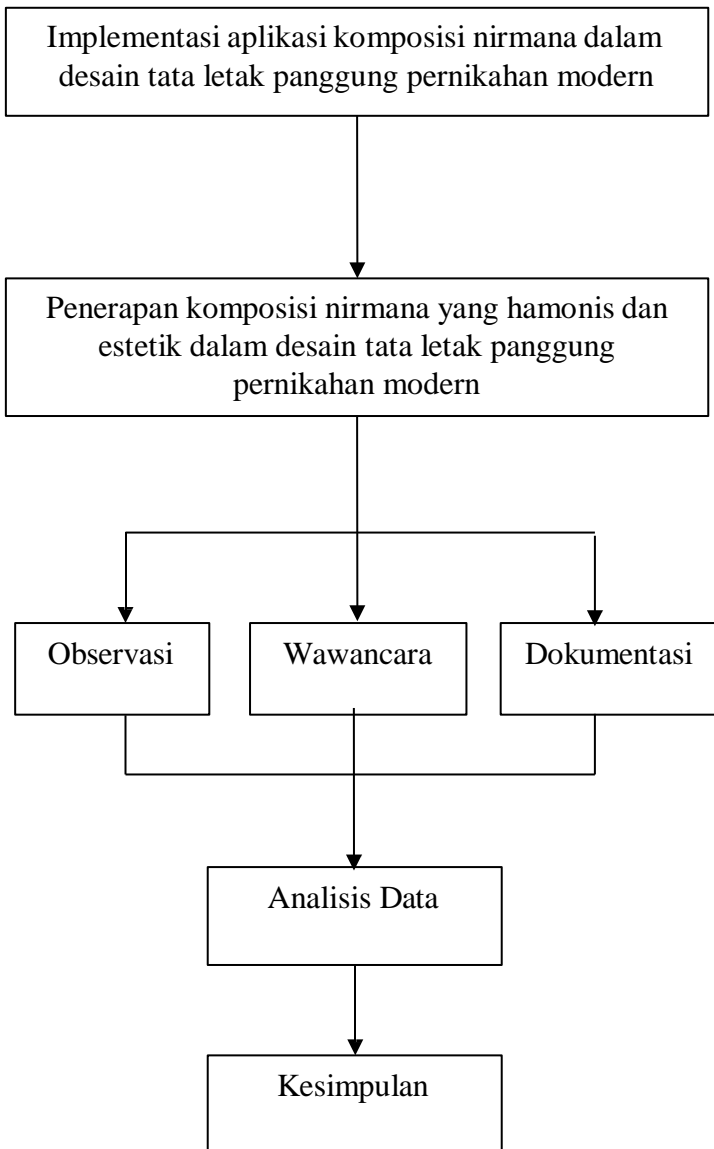 Implementasi aplikasi komposisi nirmana dalam
desain tata letak panggung pernikahan modern
Penerapan komposisi nirmana yang hamonis dan
estetik dalam desain tata letak panggung
pernikahan modern
Observasi
Wawancara
Dokumentasi
Analisis Data
Kesimpulan